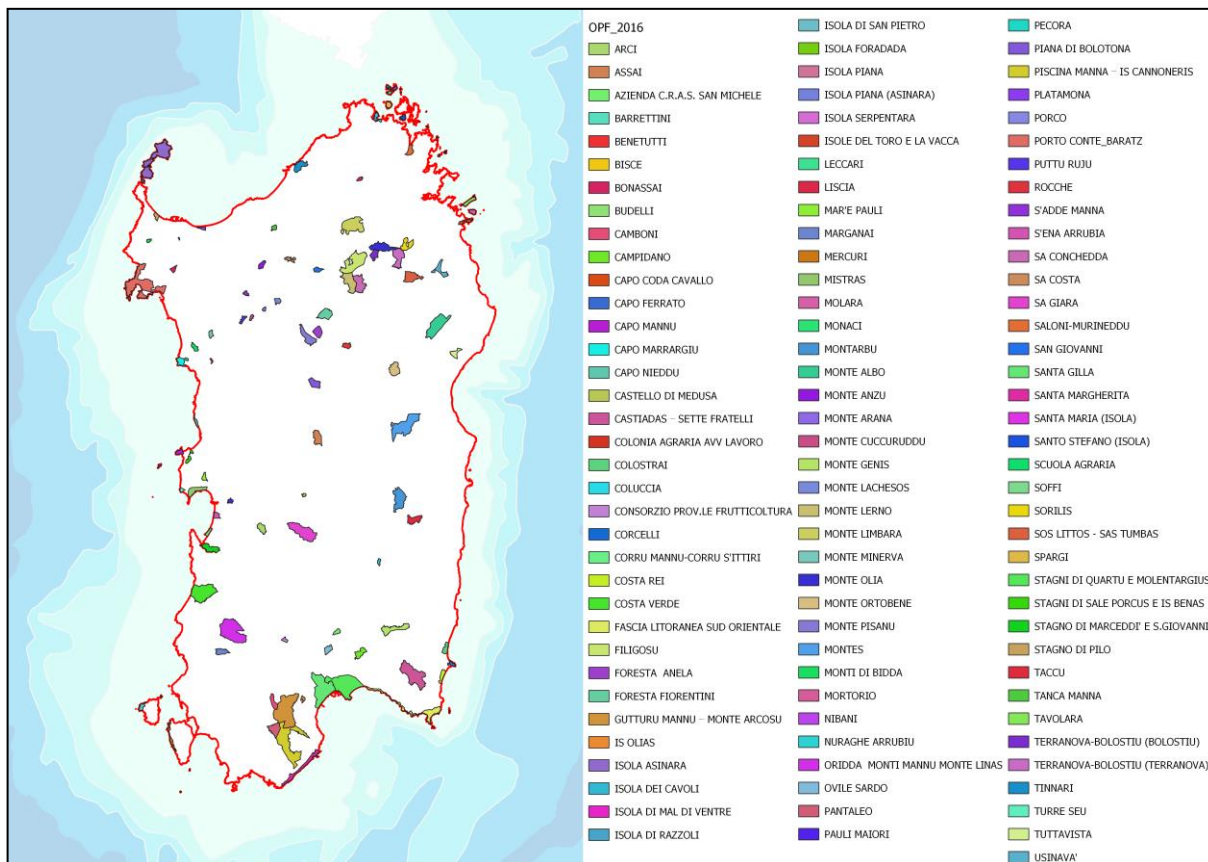 OPF_2016
ARCI
ASSAI
AZIENDA C.R.A.S. SAN MICHELE
BARRETTINI
BENETUTTI
BISCE
BONASSAI
BUDELLI
CAMBONI
CAMPIDANO
CAPO CODA CAVALLO
CAPO FERRATO
CAPO MANNU
CAPO MARRARGIU
CAPO NIEDDU
CASTELLO DI MEDUSA
CASTIADAS - SETTE FRATELLI
COLONIA AGRARIA AVV LAVORO
COLOSTRAI
COLUCCIA
CONSORZIO PROV.LE FRUTTICOLTURA
CORCELLI
CORRU MANNU-CORRU S'ITTIRI
COSTA REI
COSTA VERDE
FASCIA LITORANEA SUD ORIENTALE
FILIGOSU
FORESTA ANELA
FORESTA FIORENTINI
GUTTURU MANNU - MONTE ARCOSU
IS OLIAS
ISOLA ASINARA
ISOLA DEI CAVOLI
ISOLA DI MAL DI VENTRE
ISOLA DI RAZZOLI
ISOLA DI SAN PIETRO
ISOLA FORADADA
ISOLA PIANA
ISOLA PIANA (ASINARA)
ISOLA SERPENTARA
ISOLE DEL TORO E LA VACCA
LECCARI
LISCIA
MAR'E PAULI
MARGANAI
MERCURI
MISTRAS
MOLARA
MONACI
MONTARBU
MONTE ALBO
MONTE ANZU
MONTE ARANA
MONTE CUCCURUDDU
MONTE GENIS
MONTE LACHESOS
MONTE LERNO
MONTE LIMBARA
MONTE MINERVA
MONTE OLIA
MONTE ORTOBENE
MONTE PISANU
MONTES
MONTI DI BIDDA
MORTORIO
NIBANI
NURAGHE ARRUBIU
ORIDDA MONTI MANNU MONTE LINAS
OVILE SARDO
PANTALEO
PAULI MAIORI
PECORA
PIANA DI BOLOTONA
PISCINA MANNA - IS CANNONERIS
PLATAMONA
PORCO
PORTO CONTE_BARATZ
PUTTU RUJU
ROCCHE
S'ADDE MANNA
S'ENA ARRUBIA
SA CONCHEDDA
SA COSTA
SA GIARA
SALONI-MURINEDDU
SAN GIOVANNI
SANTA GILLA
SANTA MARGHERITA
SANTA MARIA (ISOLA)
SANTO STEFANO (ISOLA)
SCUOLA AGRARIA
SOFFI
SORILIS
SOS LITTOS - SAS TUMBAS
SPARGI
STAGNI DI QUARTU E MOLENTARGIUS
STAGNI DI SALE PORCUS E IS BENAS
STAGNO DI MARCEDDI' E S.GIOVANNI
STAGNO DI PILO
TACCU
TANCA MANNA
TAVOLARA
TERRANOVA-BOLOSTIU (BOLOSTIU)
TERRANOVA-BOLOSTIU (TERRANOVA)
TINNARI
TURRE SEU
TUTTAVISTA
USINAVA'